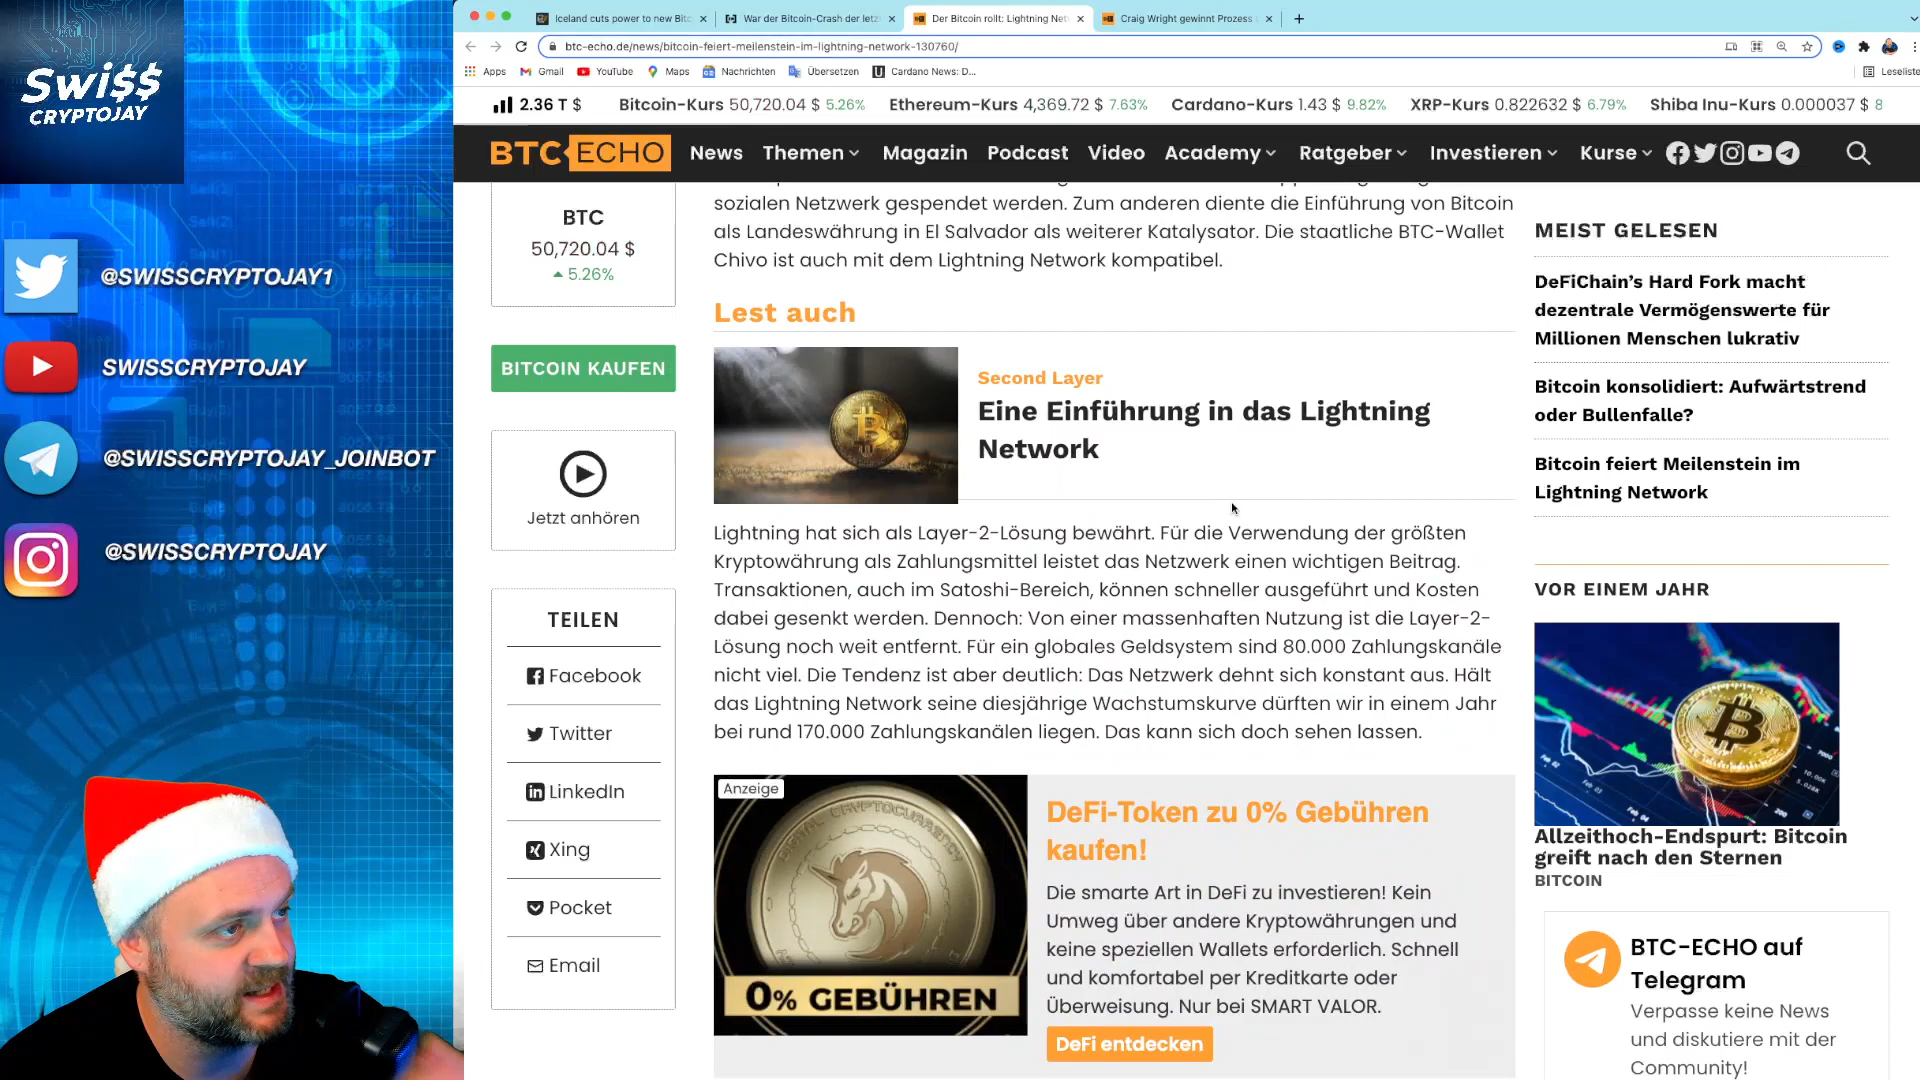 Swi$$
CRYPTOJAY
@SWISSCRYPTOJAY1
SWISSCRYPTOJAY
@SWISSCRYPTOJAY_JOINBOT
@SWISSCRYPTOJAY
Iceland cuts power to new Bitc
War der Bitcoin-Crash der letz
Der Bitcoin rollt: Lightning Net
Craig Wright gewinnt Prozess
btc-echo.de/news/bitcoin-feiert-meilenstein-im-lightning-network-130760/
Apps Gmail YouTube Maps Nachrichten Übersetzen Cardano News: D...
Leseliste
2.36 T $ Bitcoin-Kurs 50,720.04 $ 5.26% Ethereum-Kurs 4,369.72 $ 7.63% Cardano-Kurs 1.43 $ 9.82% XRP-Kurs 0.822632 $ 6.79% Shiba Inu-Kurs 0.000037 $ 8
BTC ECHO News Themen Magazin Podcast Video Academy Ratgeber Investieren Kurse
BTC
50,720.04 $
5.26%
BITCOIN KAUFEN
Jetzt anhören
TEILEN
Facebook
Twitter
LinkedIn
Xing
Pocket
Email
sozialen Netzwerk gespendet werden. Zum anderen diente die Einführung von Bitcoin
als Landeswährung in El Salvador als weiterer Katalysator. Die staatliche BTC-Wallet
Chivo ist auch mit dem Lightning Network kompatibel.
Lest auch
Second Layer
Eine Einführung in das Lightning
Network
Lightning hat sich als Layer-2-Lösung bewährt. Für die Verwendung der größten
Kryptowährung als Zahlungsmittel leistet das Netzwerk einen wichtigen Beitrag.
Transaktionen, auch im Satoshi-Bereich, können schneller ausgeführt und Kosten
dabei gesenkt werden. Dennoch: Von einer massenhaften Nutzung ist die Layer-2-
Lösung noch weit entfernt. Für ein globales Geldsystem sind 80.000 Zahlungskanäle
nicht viel. Die Tendenz ist aber deutlich: Das Netzwerk dehnt sich konstant aus. Hält
das Lightning Network seine diesjährige Wachstumskurve dürften wir in einem Jahr
bei rund 170.000 Zahlungskanälen liegen. Das kann sich doch sehen lassen.
Anzeige
DIGITAL CRYPTOCURRENCY
0% GEBÜHREN
DeFi-Token zu 0% Gebühren
kaufen!
Die smarte Art in DeFi zu investieren! Kein
Umweg über andere Kryptowährungen und
keine speziellen Wallets erforderlich. Schnell
und komfortabel per Kreditkarte oder
Überweisung. Nur bei SMART VALOR.
DeFi entdecken
MEIST GELESEN
DeFiChain’s Hard Fork macht
dezentrale Vermögenswerte für
Millionen Menschen lukrativ
Bitcoin konsolidiert: Aufwärtstrend
oder Bullenfalle?
Bitcoin feiert Meilenstein im
Lightning Network
VOR EINEM JAHR
Allzeithoch-Endspurt: Bitcoin
greift nach den Sternen
BITCOIN
BTC-ECHO auf
Telegram
Verpasse keine News
und diskutiere mit der
Community!